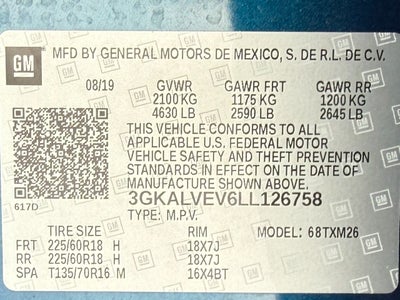 GM MFD BY GENERAL MOTORS DE MEXICO, S. DE R.L. DE C.V.
08/19 GVWR GAWR FRT GAWR RR
2100 KG 1175 KG 1200 KG
4630 LB 2590 LB 2645 LB
THIS VEHICLE CONFORMS TO ALL
APPLICABLE U.S. FEDERAL MOTOR
VEHICLE SAFETY AND THEFT PREVENTION
STANDARDS IN EFFECT ON THE DATE OF
MANUFACTURE SHOWN ABOVE.
617D 3GKALVEV6LL126758
TYPE: M.P.V.
TIRE SIZE RIM MODEL: 68TXM26
FRT 225/60R18 H 18X7J
RR 225/60R18 H 18X7J
SPA T135/70R16 M 16X4BT